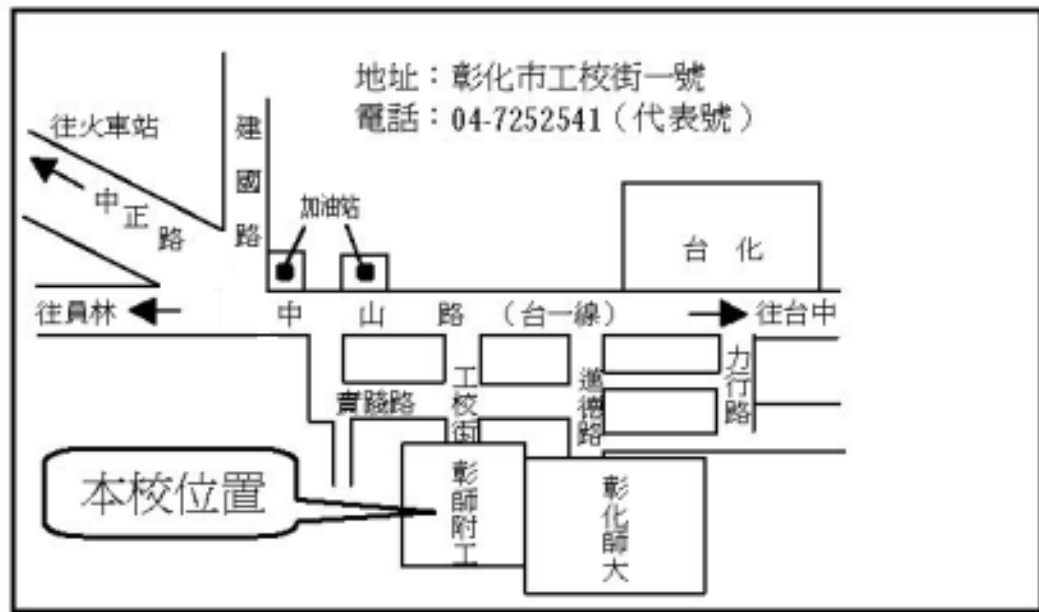 地址：彰化市工校街一號
電話：04-7252541（代表號）
往火車站
中正路
建國路
加油站
台化
往員林
中山路（台一線）
往台中
實踐路
工校街
道德路
力行路
本校位置
彰師附工
彰化師大